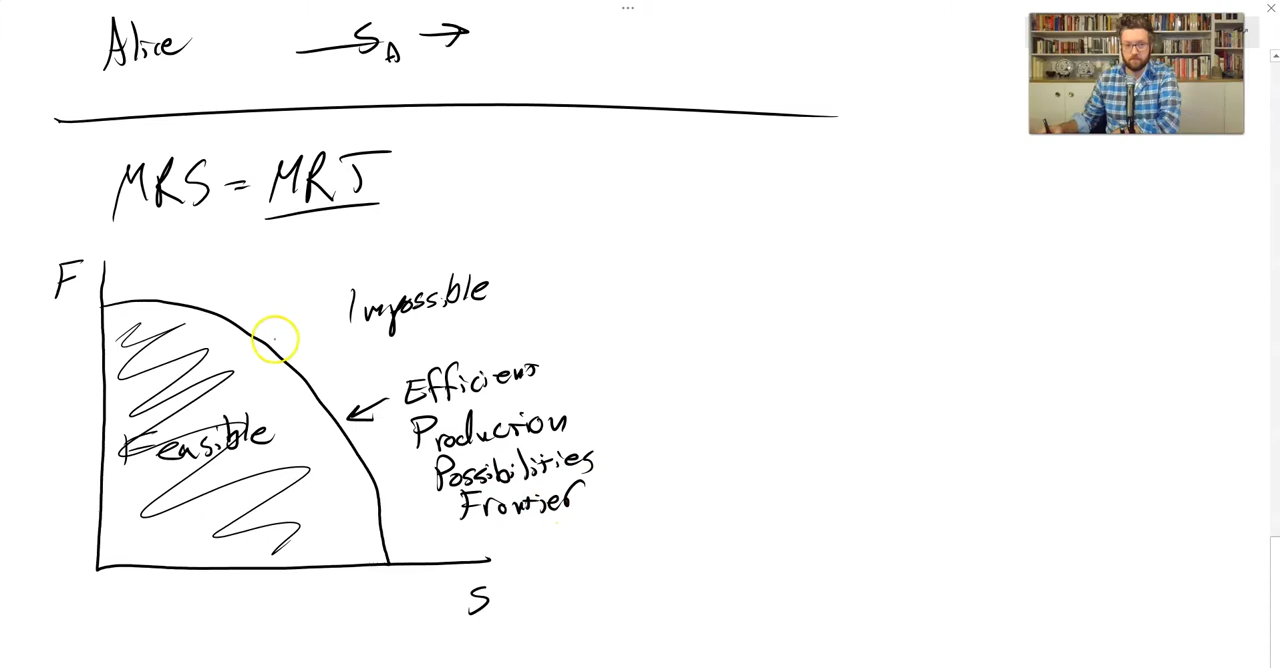 Alice S_A →
MRS = MRT
F
Impossible
Efficient
Production
Possibilities
Frontier
Feasible
S